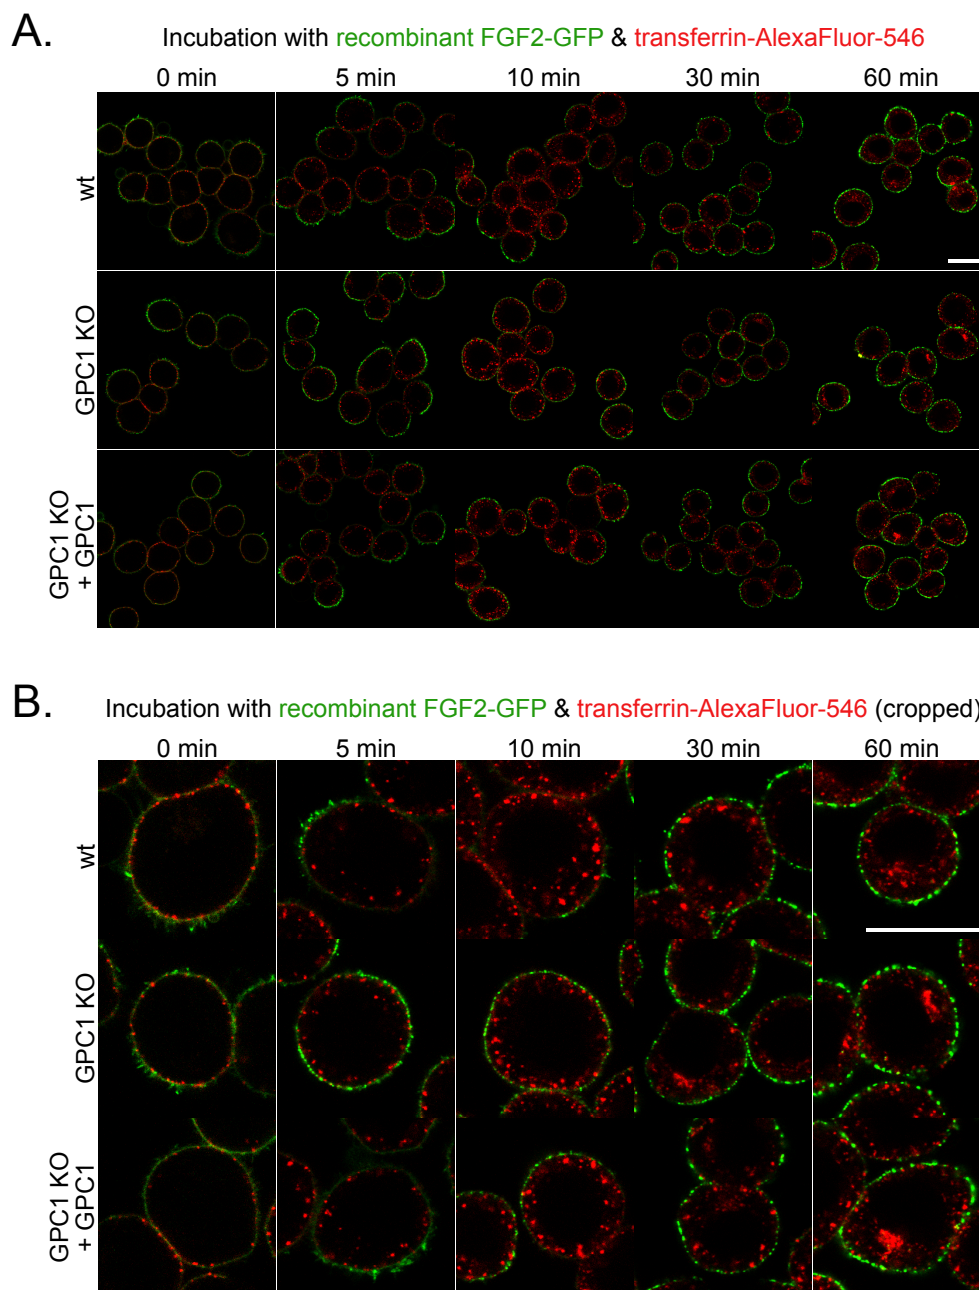 A.
Incubation with recombinant FGF2-GFP & transferrin-AlexaFluor-546
0 min 5 min 10 min 30 min 60 min
wt
GPC1 KO
GPC1 KO
+ GPC1
B.
Incubation with recombinant FGF2-GFP & transferrin-AlexaFluor-546 (cropped)
0 min 5 min 10 min 30 min 60 min
wt
GPC1 KO
GPC1 KO
+ GPC1